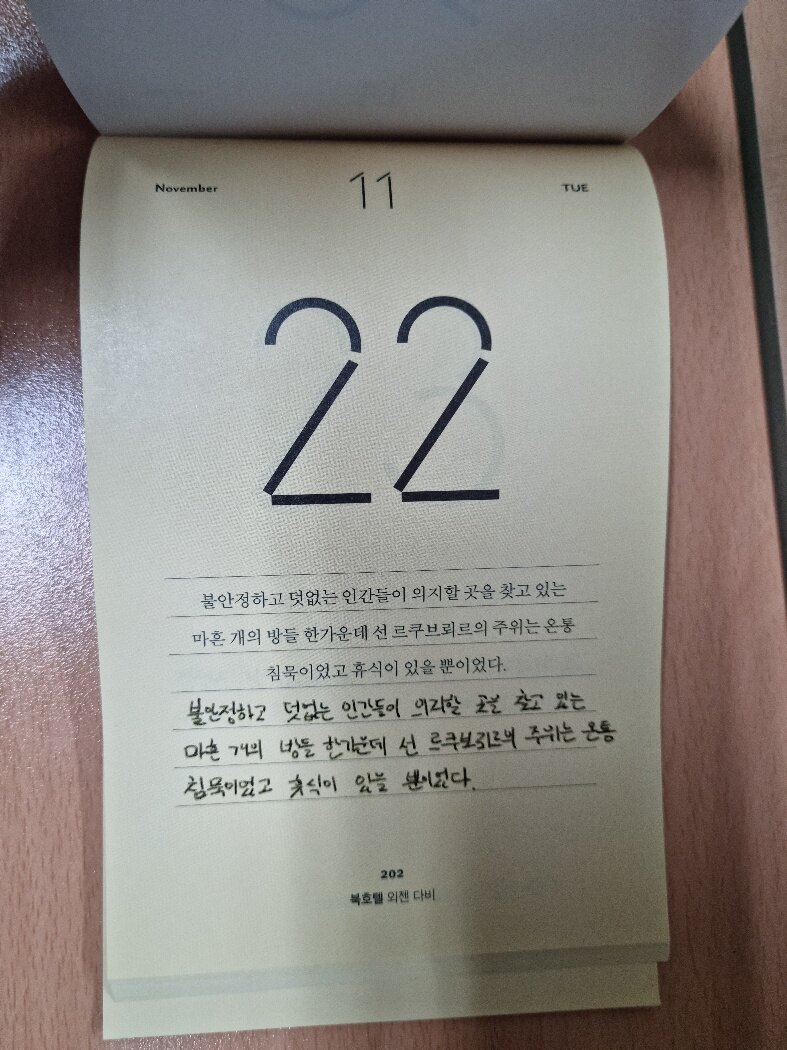 November 11 TUE
22
불안정하고 덧없는 인간들이 의지할 곳을 찾고 있는
마흔 개의 방들 한가운데 선 르쿠브뢰르의 주위는 온통
침묵이었고 휴식이 있을 뿐이었다.
불안정하고 덧없는 인간들이 의지할 곳을 찾고 있는
마흔 개의 방들 한가운데 선 르쿠브뢰르의 주위는 온통
침묵이었고 휴식이 있을 뿐이었다.
202
북호텔 외젠 다비